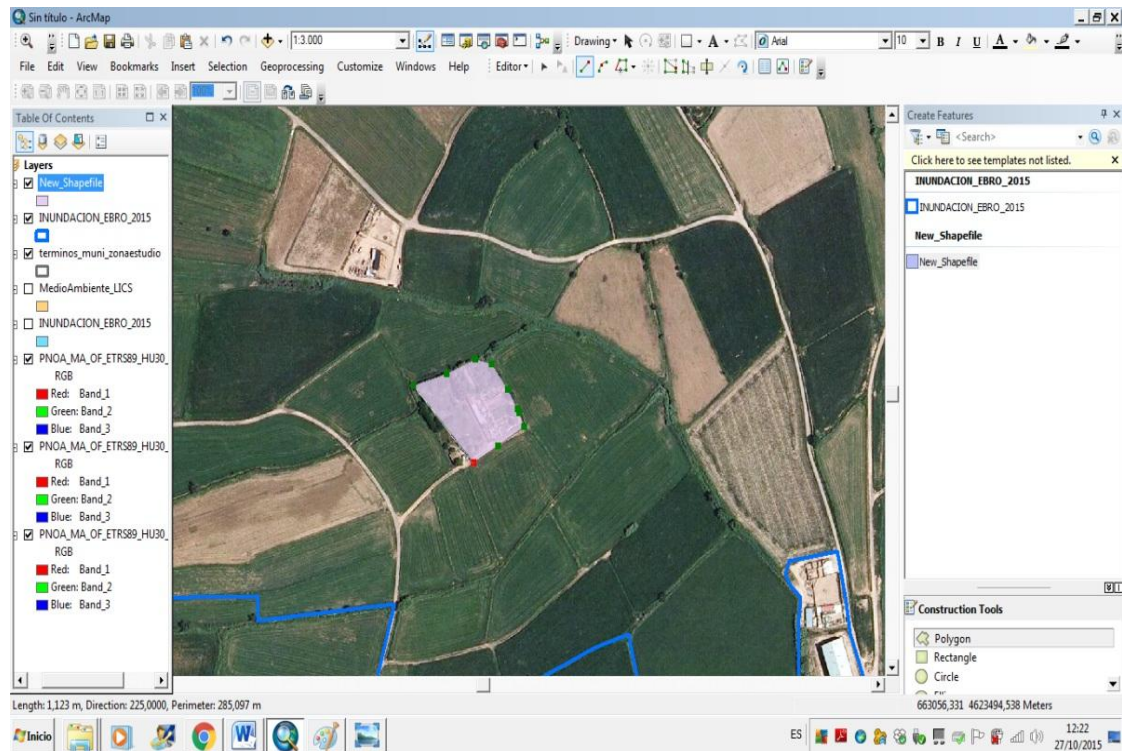 Sin título - ArcMap
1:3.000
Drawing
Arial
10
B I U A
File Edit View Bookmarks Insert Selection Geoprocessing Customize Windows Help
Editor
Table Of Contents
Layers
New_Shapefile
INUNDACION_EBRO_2015
terminos_muni_zonaestudio
MedioAmbiente_LICS
INUNDACION_EBRO_2015
PNOA_MA_OF_ETRS89_HU30_
RGB
Red: Band_1
Green: Band_2
Blue: Band_3
PNOA_MA_OF_ETRS89_HU30_
RGB
Red: Band_1
Green: Band_2
Blue: Band_3
PNOA_MA_OF_ETRS89_HU30_
RGB
Red: Band_1
Green: Band_2
Blue: Band_3
Create Features
<Search>
Click here to see templates not listed.
INUNDACION_EBRO_2015
INUNDACION_EBRO_2015
New_Shapefile
New_Shapefile
Construction Tools
Polygon
Rectangle
Circle
Length: 1,123 m, Direction: 225,0000, Perimeter: 285,097 m
663056,331 4623494,538 Meters
Inicio
ES
12:22
27/10/2015